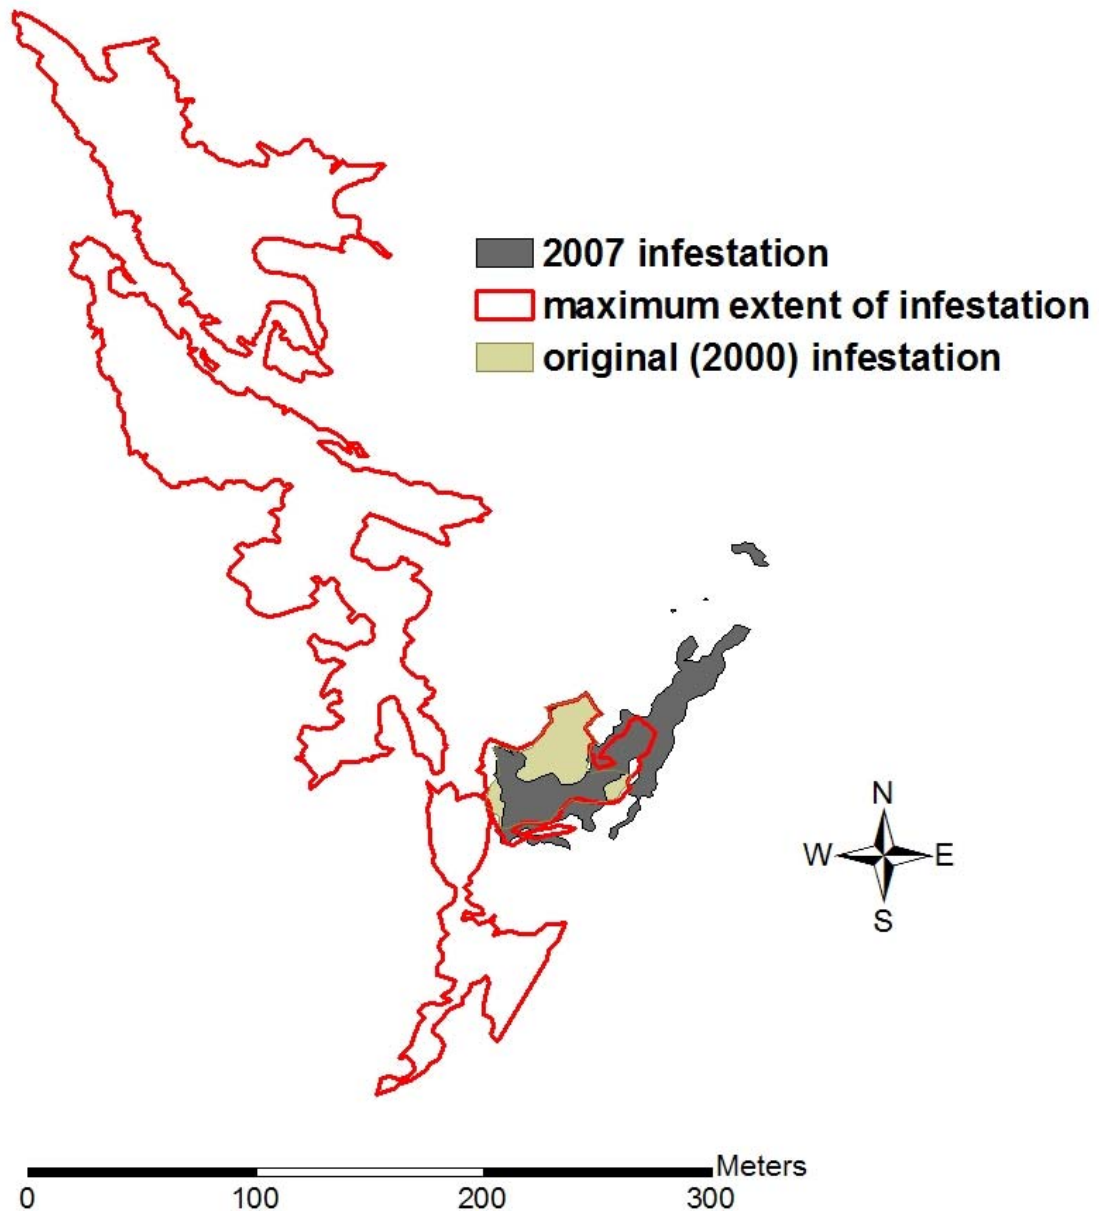 2007 infestation
maximum extent of infestation
original (2000) infestation
N
W E
S
Meters
0 100 200 300